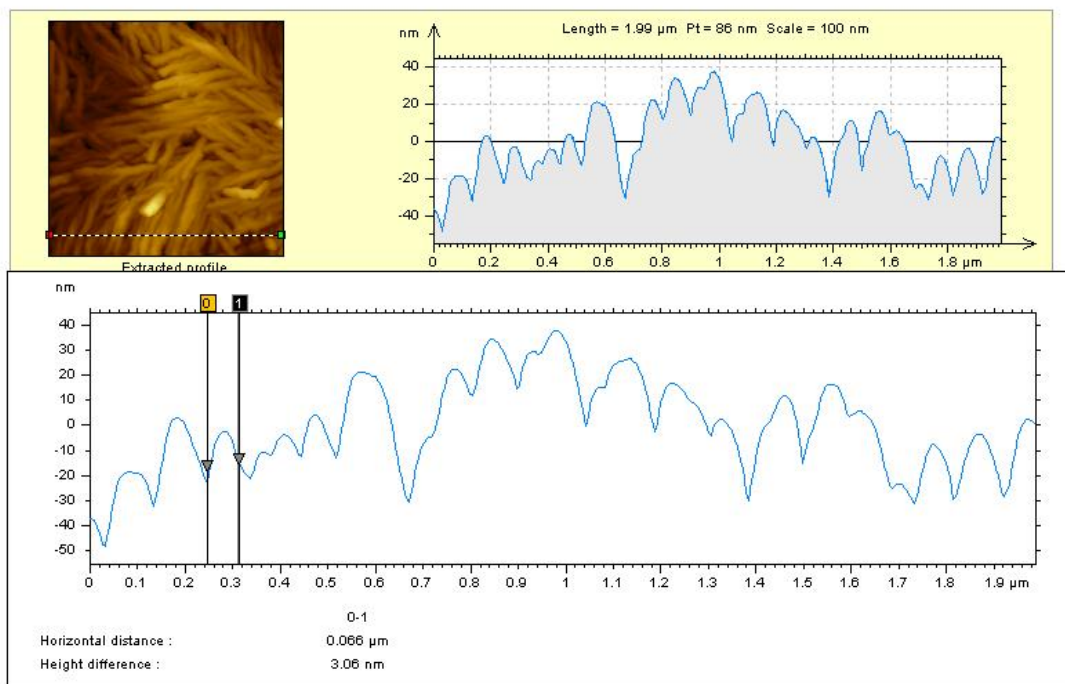 nm
Length = 1.99 µm  Pt = 86 nm  Scale = 100 nm
40
20
0
-20
-40
0 0.2 0.4 0.6 0.8 1 1.2 1.4 1.6 1.8 µm
Extracted profile
nm
0 1
40
30
20
10
0
-10
-20
-30
-40
-50
0 0.1 0.2 0.3 0.4 0.5 0.6 0.7 0.8 0.9 1 1.1 1.2 1.3 1.4 1.5 1.6 1.7 1.8 1.9 µm
0-1
Horizontal distance : 0.066 µm
Height difference : 3.06 nm